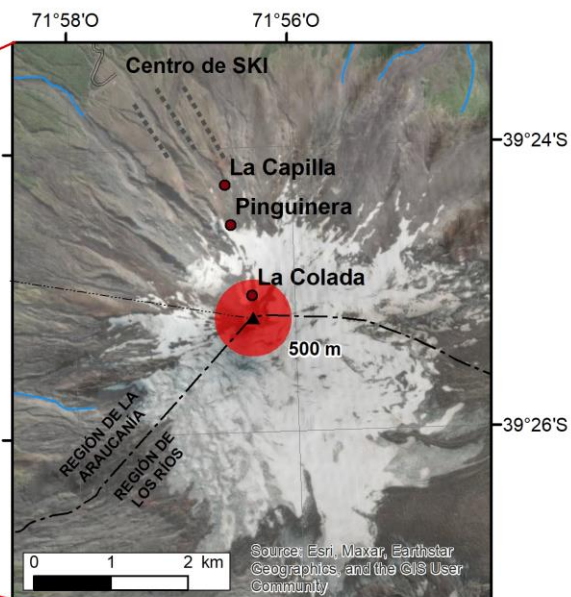 71°58'O
71°56'O
Centro de SKI
39°24'S
La Capilla
Pinguinera
La Colada
500 m
39°26'S
REGIÓN DE LA
ARAUCANÍA
REGIÓN DE
LOS RÍOS
0 1 2 km
Source: Esri, Maxar, Earthstar
Geographics, and the GIS User
Community